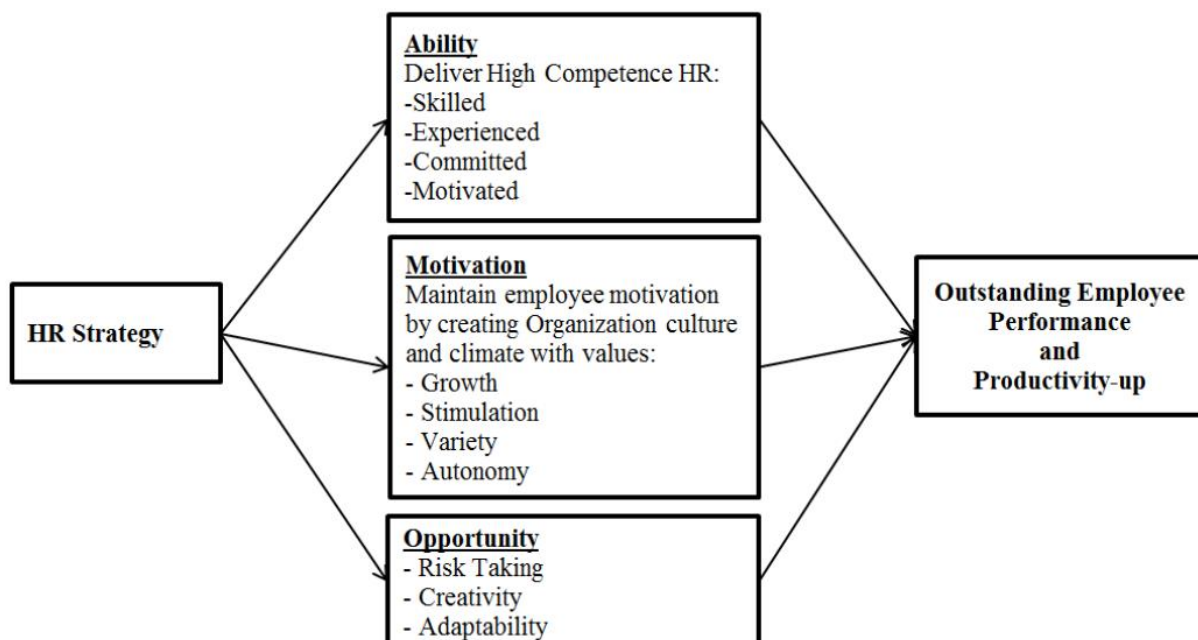 Ability
Deliver High Competence HR:
-Skilled
-Experienced
-Committed
-Motivated
HR Strategy
Motivation
Maintain employee motivation
by creating Organization culture
and climate with values:
- Growth
- Stimulation
- Variety
- Autonomy
Opportunity
- Risk Taking
- Creativity
- Adaptability
Outstanding Employee
Performance
and
Productivity-up